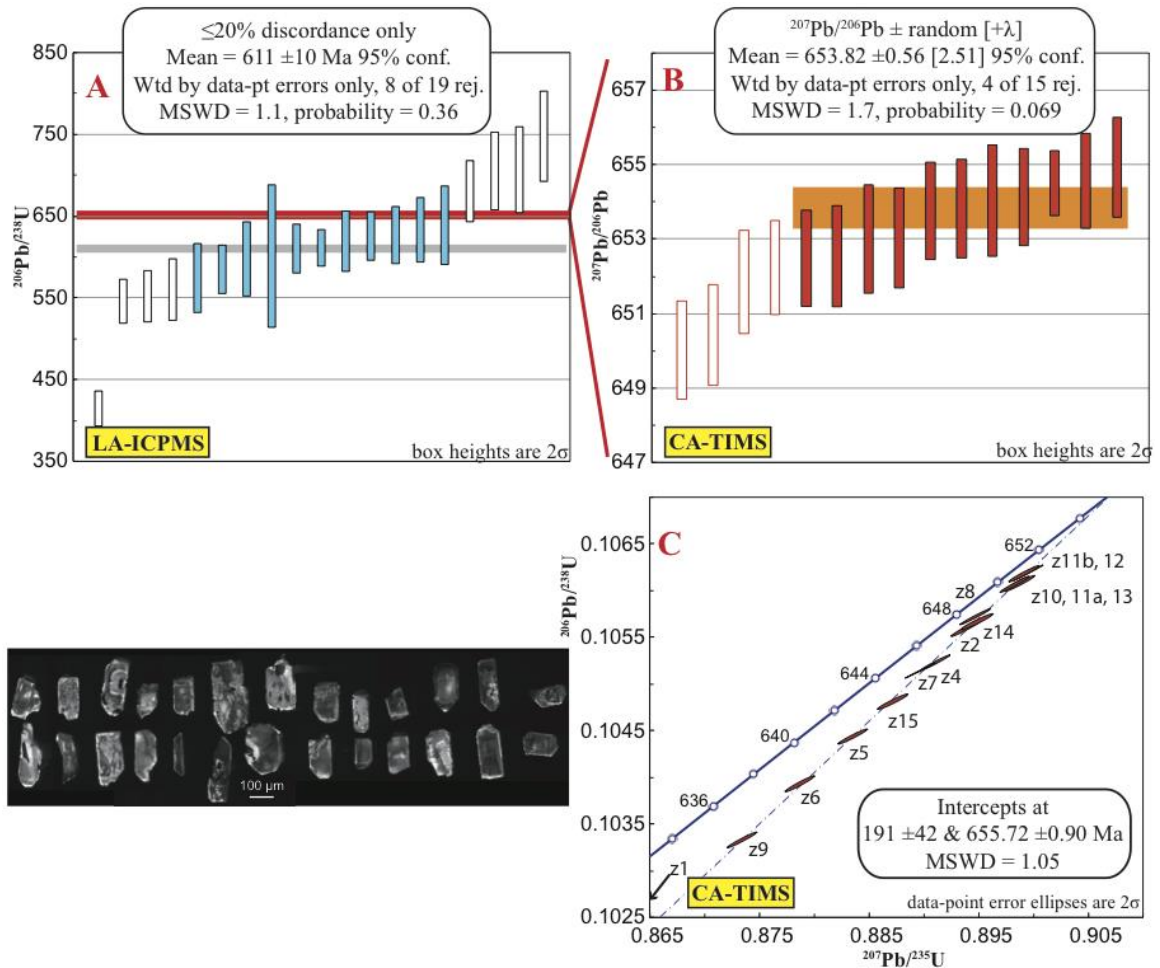 ≤20% discordance only
Mean = 611 ±10 Ma 95% conf.
Wtd by data-pt errors only, 8 of 19 rej.
MSWD = 1.1, probability = 0.36
A
850
750
650
550
450
350
²⁰⁶Pb/²³⁸U
LA-ICPMS
box heights are 2σ
²⁰⁷Pb/²⁰⁶Pb ± random [+λ]
Mean = 653.82 ±0.56 [2.51] 95% conf.
Wtd by data-pt errors only, 4 of 15 rej.
MSWD = 1.7, probability = 0.069
B
657
655
653
651
649
647
²⁰⁷Pb/²⁰⁶Pb
CA-TIMS
box heights are 2σ
100 µm
C
0.1065
0.1055
0.1045
0.1035
0.1025
²⁰⁶Pb/²³⁸U
652
648
644
640
636
z11b, 12
z10, 11a, 13
z8
z14
z2
z4
z7
z15
z5
z6
z9
z1
Intercepts at
191 ±42 & 655.72 ±0.90 Ma
MSWD = 1.05
CA-TIMS
data-point error ellipses are 2σ
0.865 0.875 0.885 0.895 0.905
²⁰⁷Pb/²³⁵U